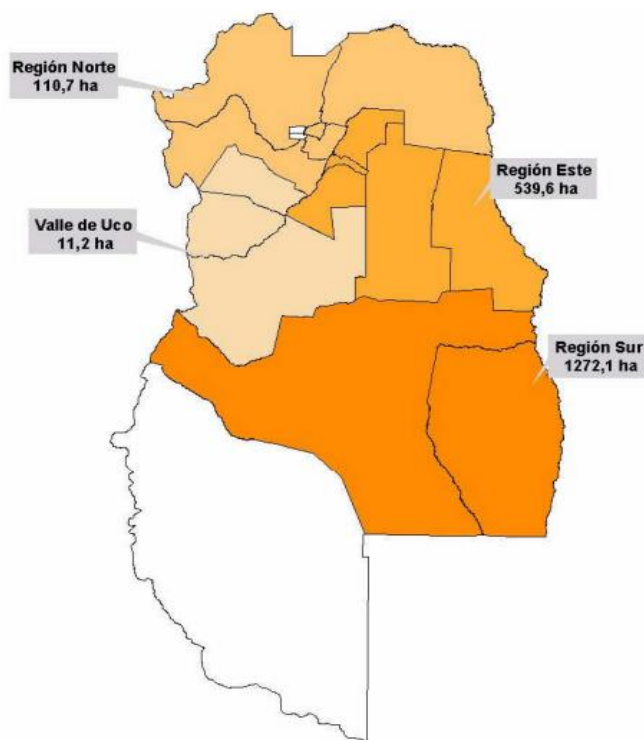 Región Norte
110,7 ha
Región Este
539,6 ha
Valle de Uco
11,2 ha
Región Sur
1272,1 ha